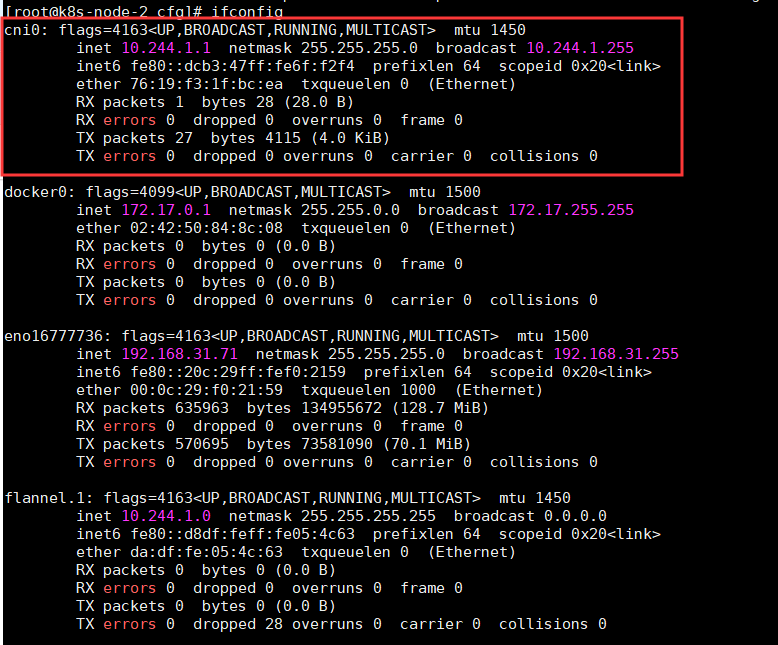 [root@k8s-node-2 cfg]# ifconfig
cni0: flags=4163<UP,BROADCAST,RUNNING,MULTICAST>  mtu 1450
        inet 10.244.1.1  netmask 255.255.255.0  broadcast 10.244.1.255
        inet6 fe80::dcb3:47ff:fe6f:f2f4  prefixlen 64  scopeid 0x20<link>
        ether 76:19:f3:1f:bc:ea  txqueuelen 0  (Ethernet)
        RX packets 1  bytes 28 (28.0 B)
        RX errors 0  dropped 0  overruns 0  frame 0
        TX packets 27  bytes 4115 (4.0 KiB)
        TX errors 0  dropped 0 overruns 0  carrier 0  collisions 0
docker0: flags=4099<UP,BROADCAST,MULTICAST>  mtu 1500
        inet 172.17.0.1  netmask 255.255.0.0  broadcast 172.17.255.255
        ether 02:42:50:84:8c:08  txqueuelen 0  (Ethernet)
        RX packets 0  bytes 0 (0.0 B)
        RX errors 0  dropped 0  overruns 0  frame 0
        TX packets 0  bytes 0 (0.0 B)
        TX errors 0  dropped 0 overruns 0  carrier 0  collisions 0
eno16777736: flags=4163<UP,BROADCAST,RUNNING,MULTICAST>  mtu 1500
        inet 192.168.31.71  netmask 255.255.255.0  broadcast 192.168.31.255
        inet6 fe80::20c:29ff:fef0:2159  prefixlen 64  scopeid 0x20<link>
        ether 00:0c:29:f0:21:59  txqueuelen 1000  (Ethernet)
        RX packets 635963  bytes 134955672 (128.7 MiB)
        RX errors 0  dropped 0  overruns 0  frame 0
        TX packets 570695  bytes 73581090 (70.1 MiB)
        TX errors 0  dropped 0 overruns 0  carrier 0  collisions 0
flannel.1: flags=4163<UP,BROADCAST,RUNNING,MULTICAST>  mtu 1450
        inet 10.244.1.0  netmask 255.255.255.255  broadcast 0.0.0.0
        inet6 fe80::d8df:feff:fe05:4c63  prefixlen 64  scopeid 0x20<link>
        ether da:df:fe:05:4c:63  txqueuelen 0  (Ethernet)
        RX packets 0  bytes 0 (0.0 B)
        RX errors 0  dropped 0  overruns 0  frame 0
        TX packets 0  bytes 0 (0.0 B)
        TX errors 0  dropped 28 overruns 0  carrier 0  collisions 0